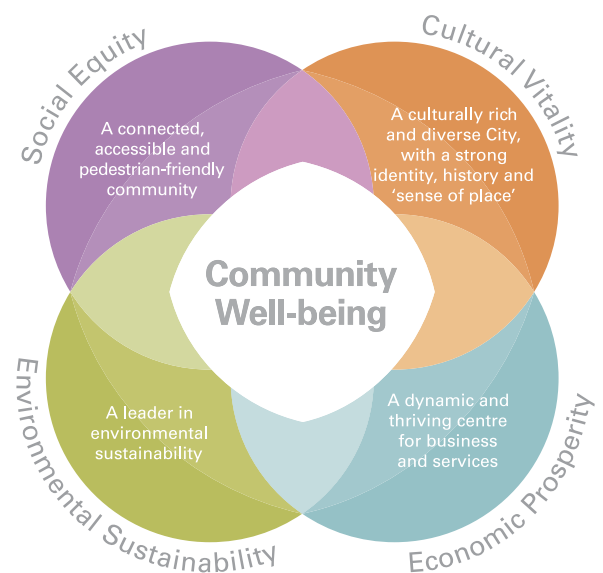 Social Equity
Cultural Vitality
A connected,
accessible and
pedestrian-friendly
community
A culturally rich
and diverse City,
with a strong
identity, history and
‘sense of place’
Community
Well-being
A leader in
environmental
sustainability
A dynamic and
thriving centre
for business
and services
Environmental Sustainability
Economic Prosperity